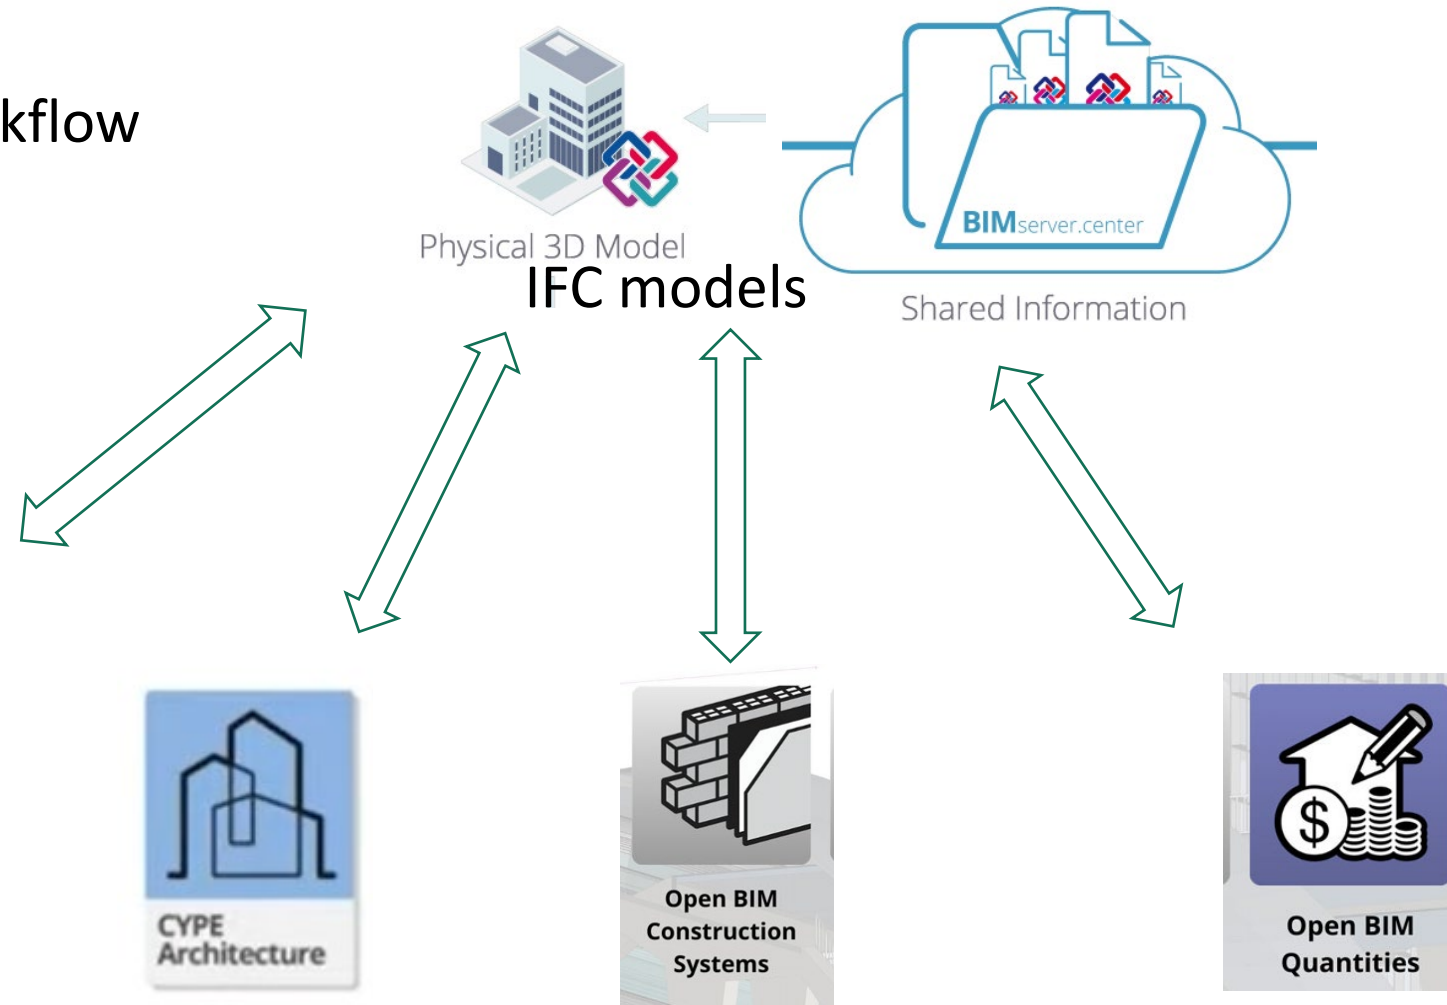 kflow
BIMserver.center
Physical 3D Model
IFC models
Shared Information
CYPE
Architecture
Open BIM
Construction
Systems
$
Open BIM
Quantities